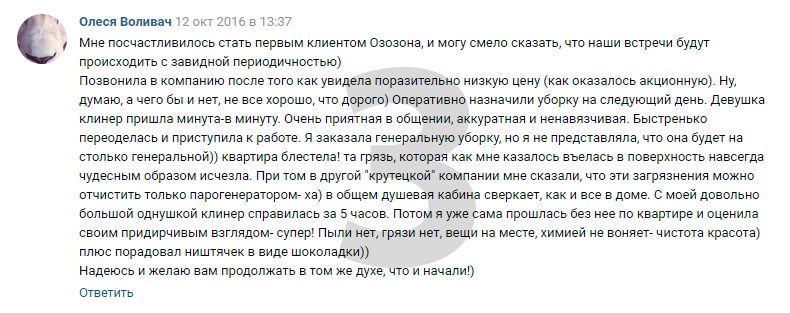 Олеся Воливач 12 окт 2016 в 13:37
Мне посчастливилось стать первым клиентом Озозона, и могу смело сказать, что наши встречи будут
происходить с завидной периодичностью)
Позвонила в компанию после того как увидела поразительно низкую цену (как оказалось акционную). Ну,
думаю, а чего бы и нет, не все хорошо, что дорого) Оперативно назначили уборку на следующий день. Девушка
клинер пришла минута-в минуту. Очень приятная в общении, аккуратная и ненавязчивая. Быстренько
переоделась и приступила к работе. Я заказала генеральную уборку, но я не представляла, что она будет на
столько генеральной)) квартира блестела! та грязь, которая как мне казалось въелась в поверхность навсегда
чудесным образом исчезла. При том в другой "крутецкой" компании мне сказали, что эти загрязнения можно
отчистить только парогенератором- ха) в общем душевая кабина сверкает, как и все в доме. С моей довольно
большой однушкой клинер справилась за 5 часов. Потом я уже сама прошлась без нее по квартире и оценила
своим придирчивым взглядом- супер! Пыли нет, грязи нет, вещи на месте, химией не воняет- чистота красота)
плюс порадовал ништячек в виде шоколадки))
Надеюсь и желаю вам продолжать в том же духе, что и начали!)
Ответить
3